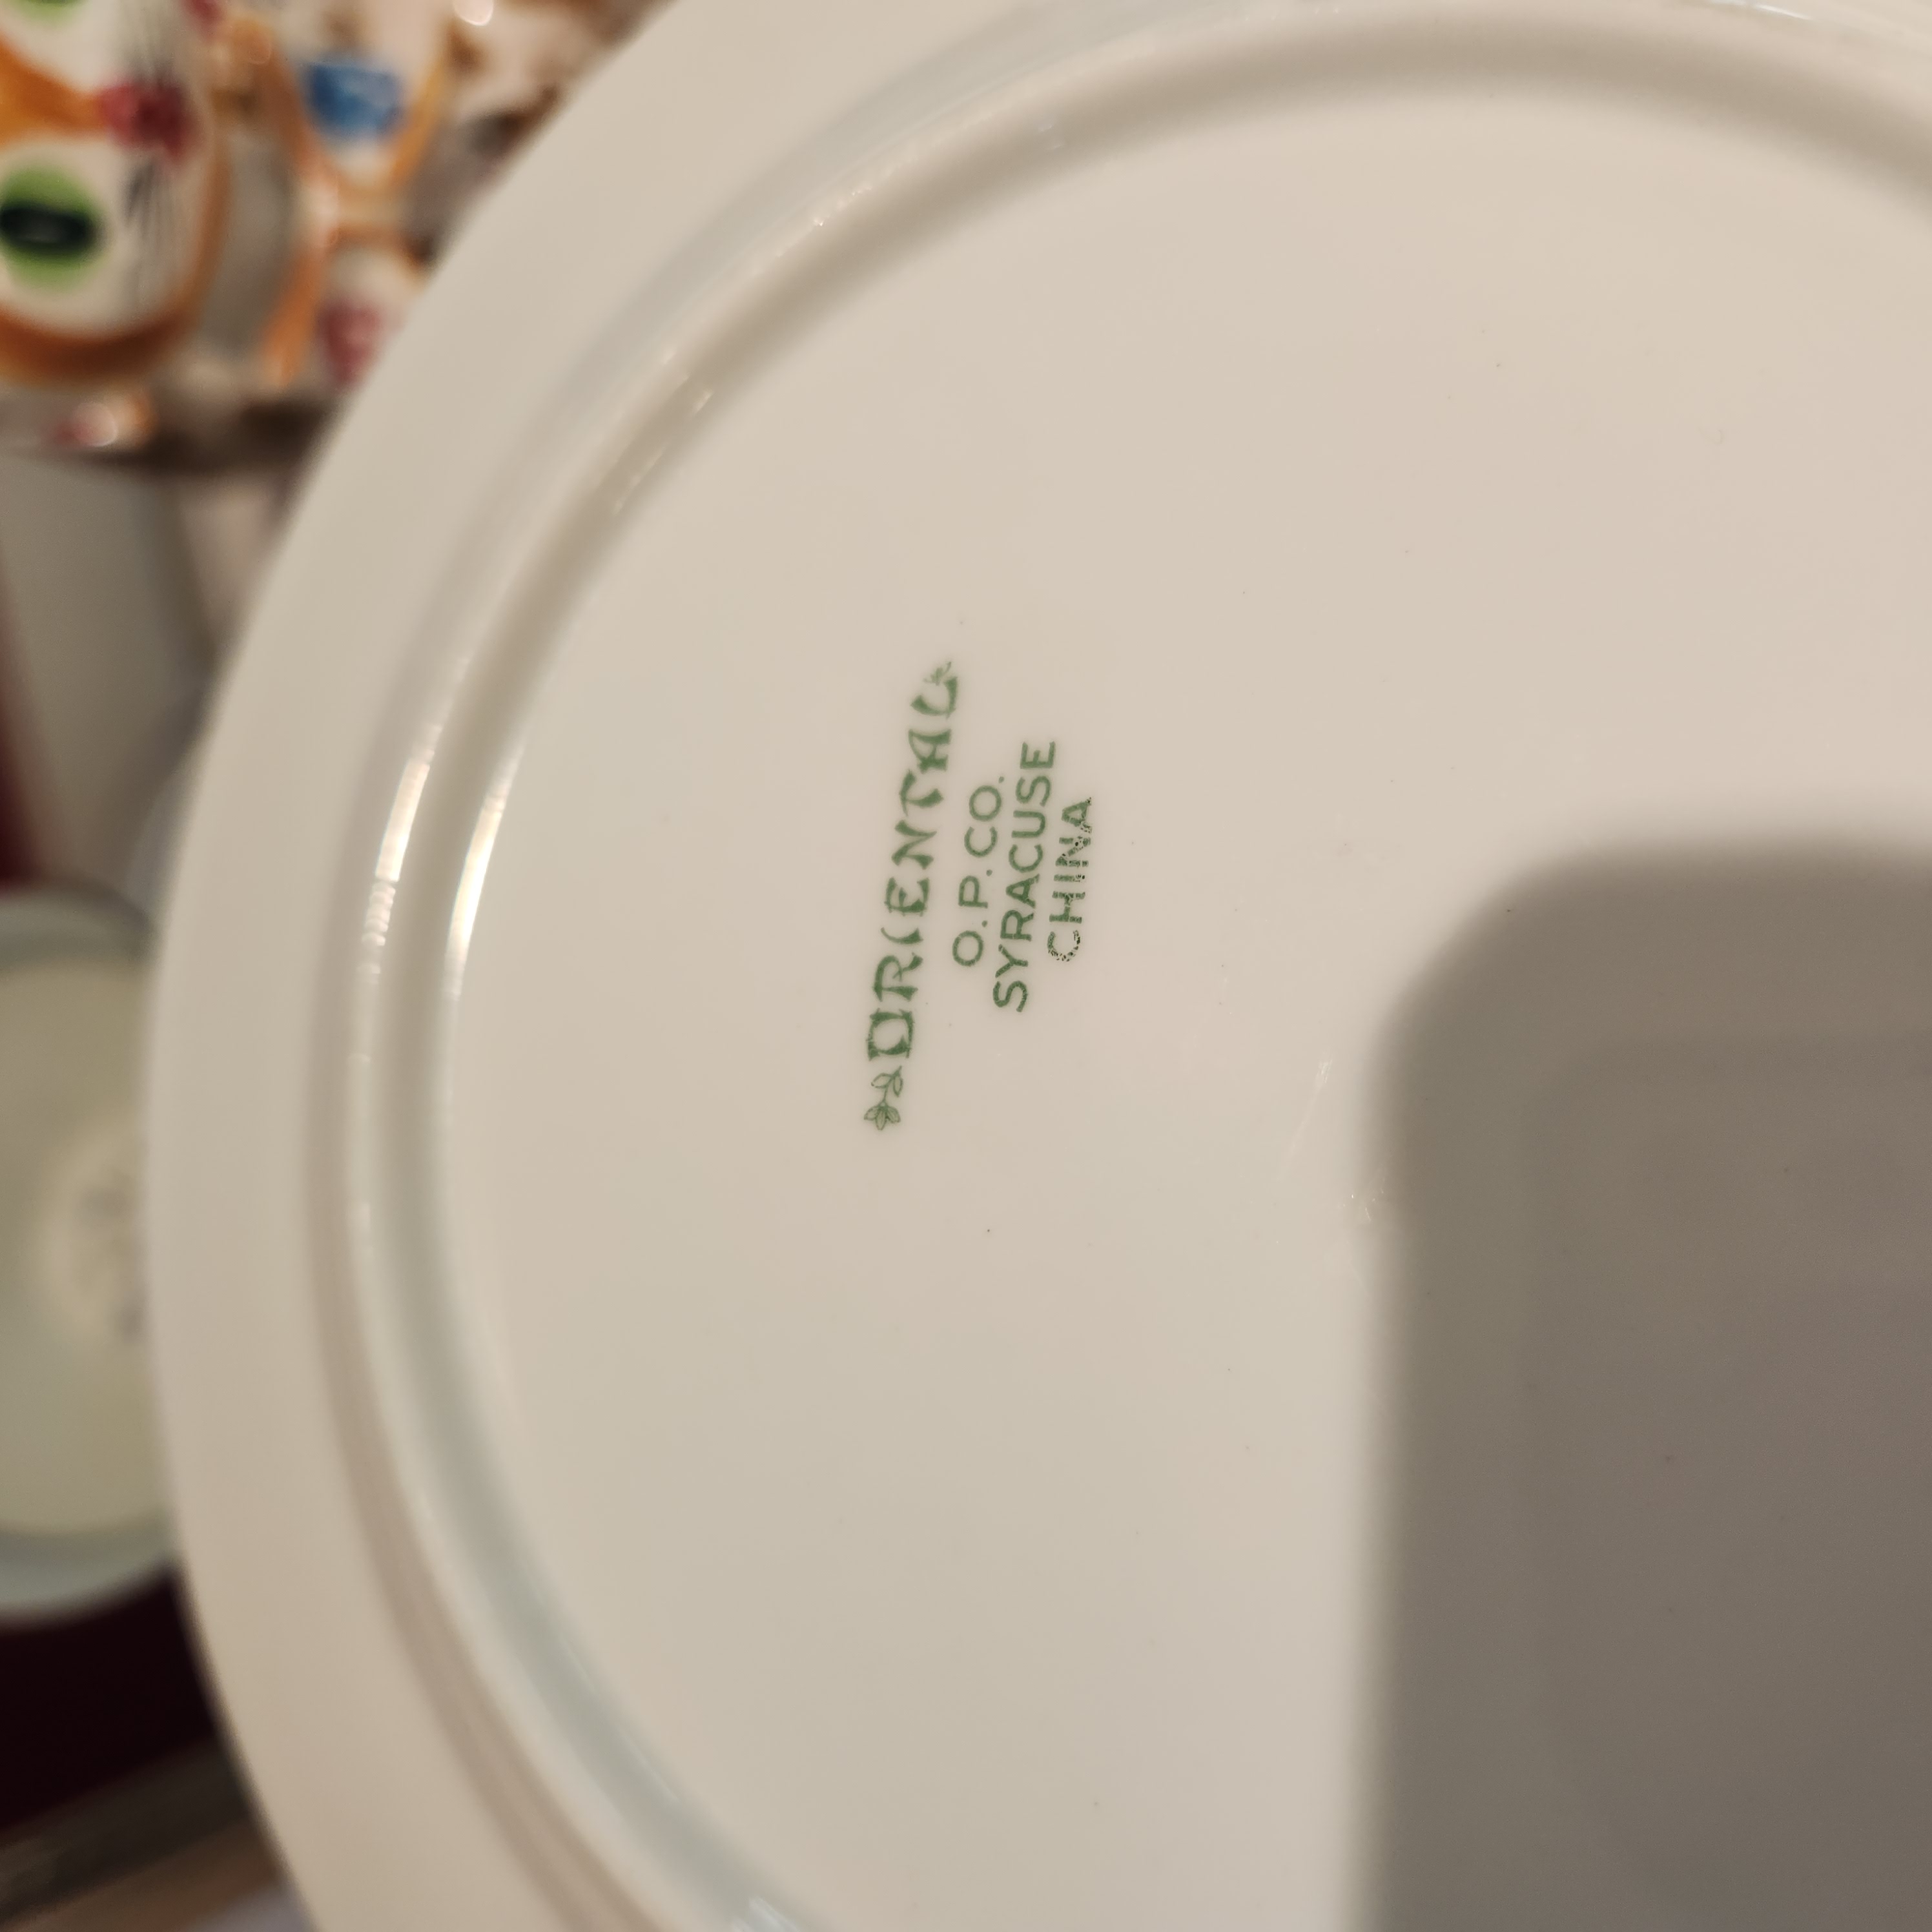 ORIENTAL
O.P.CO.
SYRACUSE
CHINA